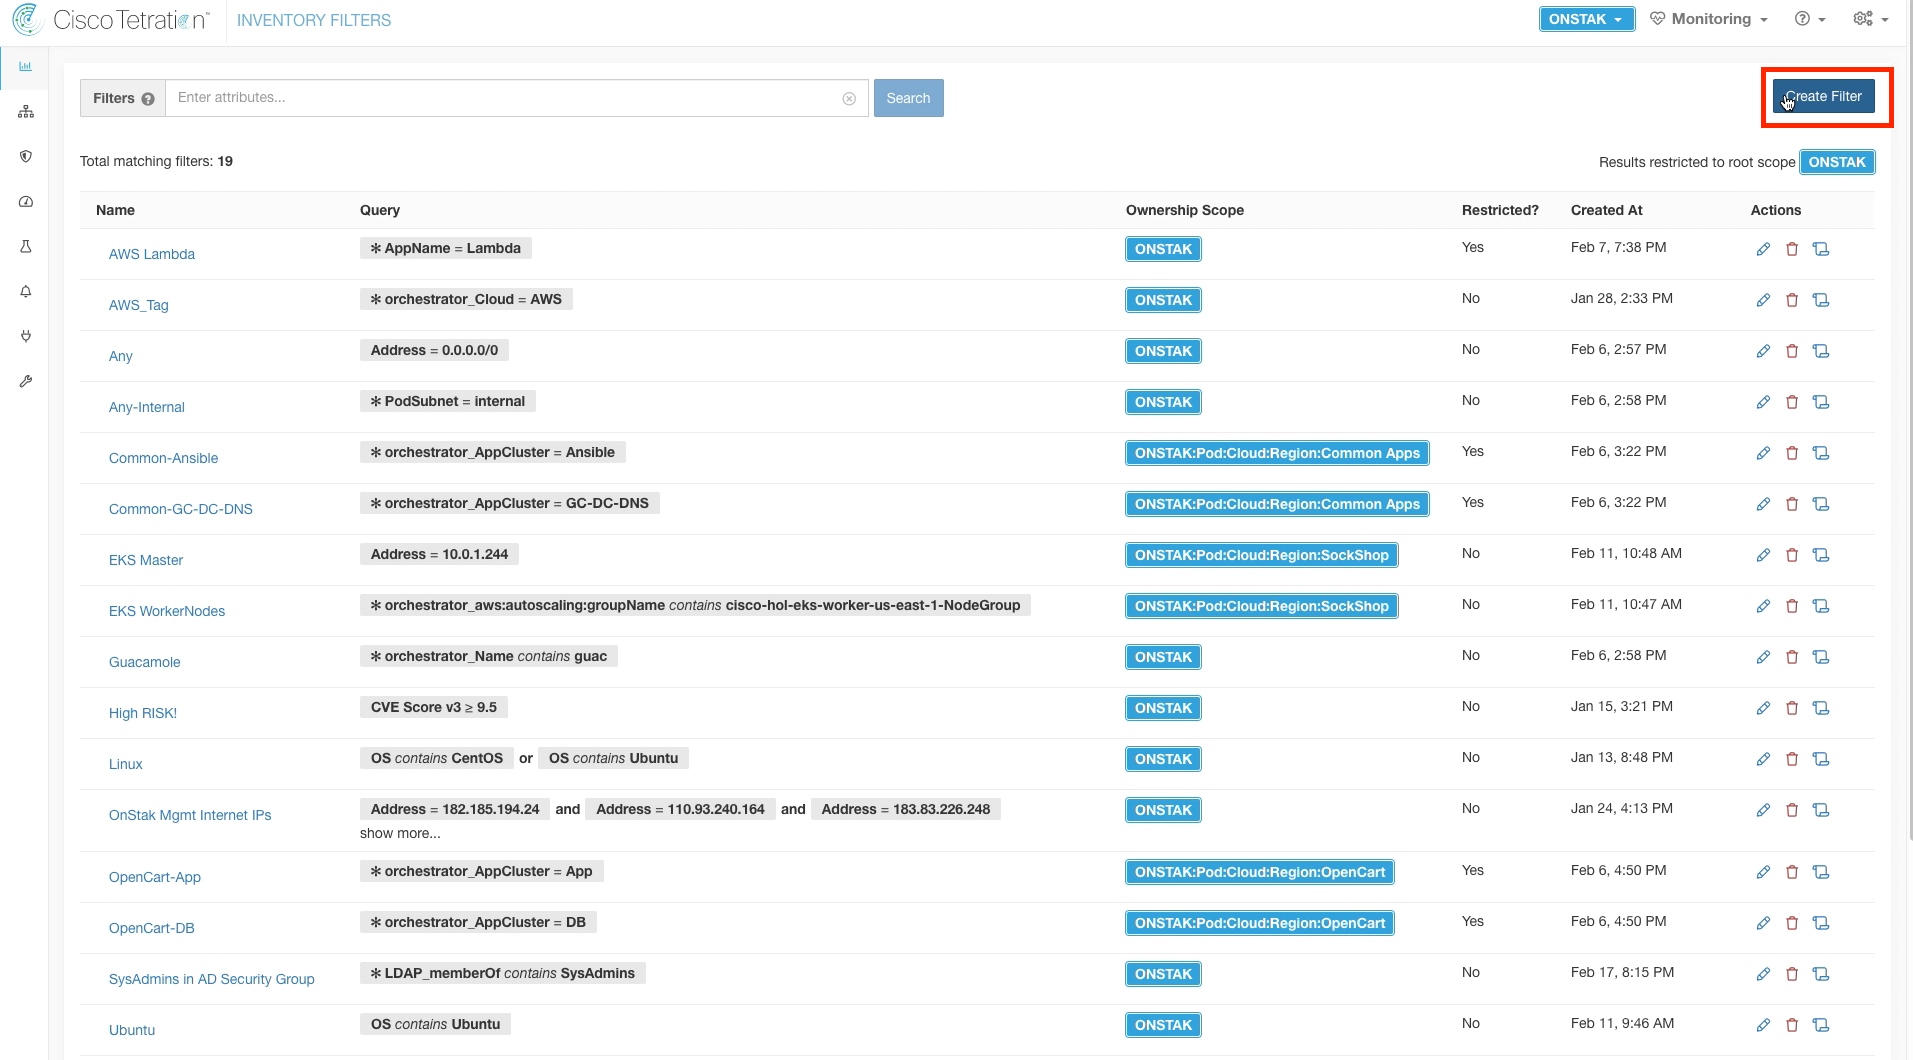 Cisco Tetration™ INVENTORY FILTERS ONSTAK Monitoring
Filters Enter attributes... Search Create Filter
Total matching filters: 19 Results restricted to root scope ONSTAK
Name Query Ownership Scope Restricted? Created At Actions
AWS Lambda ✻ AppName = Lambda ONSTAK Yes Feb 7, 7:38 PM
AWS_Tag ✻ orchestrator_Cloud = AWS ONSTAK No Jan 28, 2:33 PM
Any Address = 0.0.0.0/0 ONSTAK No Feb 6, 2:57 PM
Any-Internal ✻ PodSubnet = internal ONSTAK No Feb 6, 2:58 PM
Common-Ansible ✻ orchestrator_AppCluster = Ansible ONSTAK:Pod:Cloud:Region:Common Apps Yes Feb 6, 3:22 PM
Common-GC-DC-DNS ✻ orchestrator_AppCluster = GC-DC-DNS ONSTAK:Pod:Cloud:Region:Common Apps Yes Feb 6, 3:22 PM
EKS Master Address = 10.0.1.244 ONSTAK:Pod:Cloud:Region:SockShop No Feb 11, 10:48 AM
EKS WorkerNodes ✻ orchestrator_aws:autoscaling:groupName contains cisco-hol-eks-worker-us-east-1-NodeGroup ONSTAK:Pod:Cloud:Region:SockShop No Feb 11, 10:47 AM
Guacamole ✻ orchestrator_Name contains guac ONSTAK No Feb 6, 2:58 PM
High RISK! CVE Score v3 ≥ 9.5 ONSTAK No Jan 15, 3:21 PM
Linux OS contains CentOS or OS contains Ubuntu ONSTAK No Jan 13, 8:48 PM
OnStak Mgmt Internet IPs Address = 182.185.194.24 and Address = 110.93.240.164 and Address = 183.83.226.248 ONSTAK No Jan 24, 4:13 PM
show more...
OpenCart-App ✻ orchestrator_AppCluster = App ONSTAK:Pod:Cloud:Region:OpenCart Yes Feb 6, 4:50 PM
OpenCart-DB ✻ orchestrator_AppCluster = DB ONSTAK:Pod:Cloud:Region:OpenCart Yes Feb 6, 4:50 PM
SysAdmins in AD Security Group ✻ LDAP_memberOf contains SysAdmins ONSTAK No Feb 17, 8:15 PM
Ubuntu OS contains Ubuntu ONSTAK No Feb 11, 9:46 AM